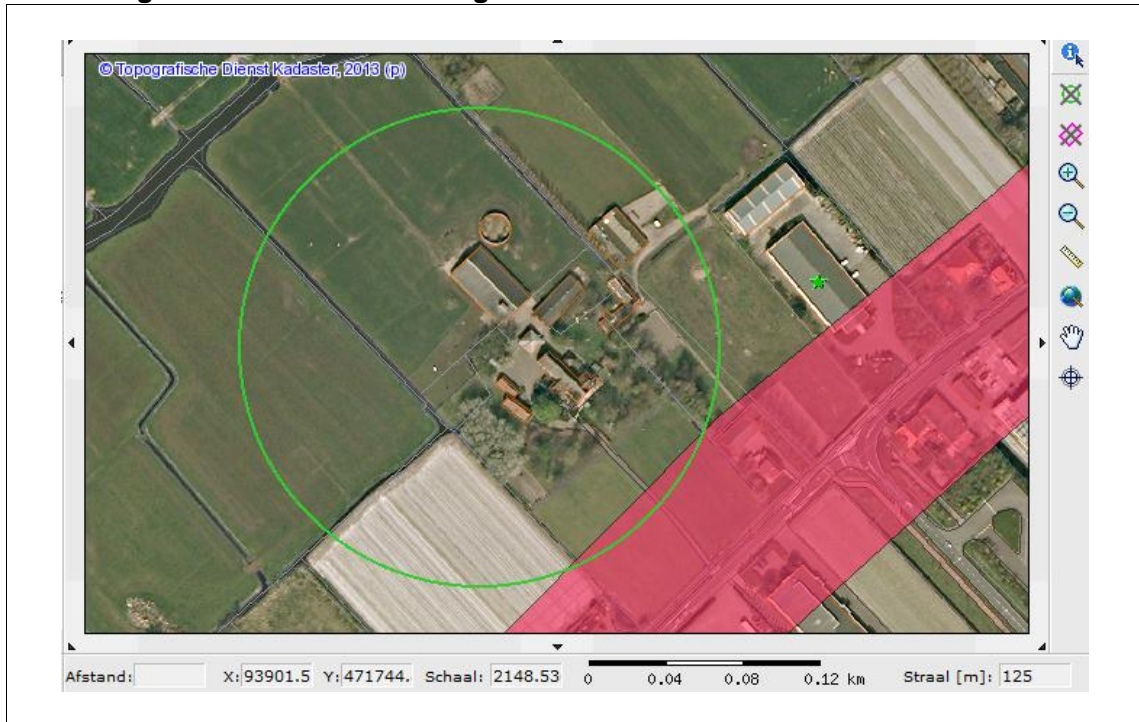 © Topografische Dienst Kadaster, 2013 (p)
Afstand: X: 93901.5 Y: 471744. Schaal: 2148.53 0 0.04 0.08 0.12 km Straal [m]: 125